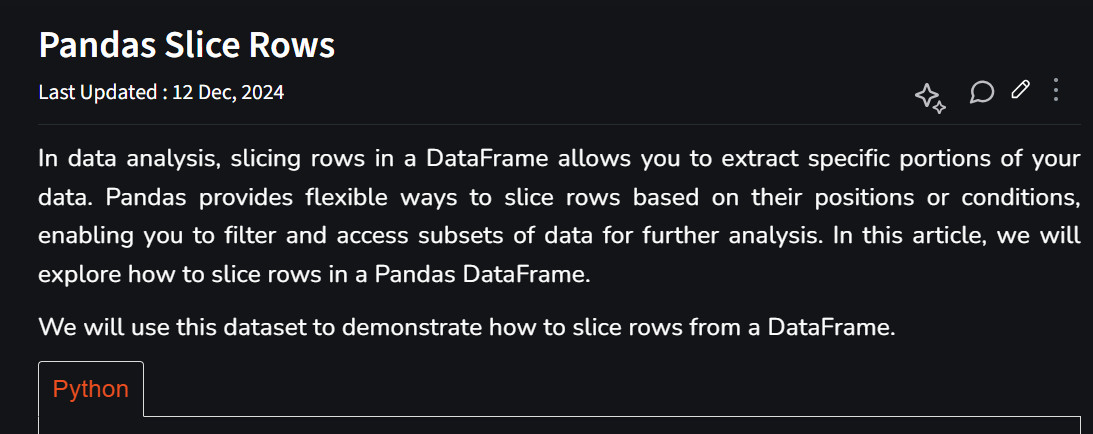 Pandas Slice Rows
Last Updated : 12 Dec, 2024
In data analysis, slicing rows in a DataFrame allows you to extract specific portions of your
data. Pandas provides flexible ways to slice rows based on their positions or conditions,
enabling you to filter and access subsets of data for further analysis. In this article, we will
explore how to slice rows in a Pandas DataFrame.
We will use this dataset to demonstrate how to slice rows from a DataFrame.
Python